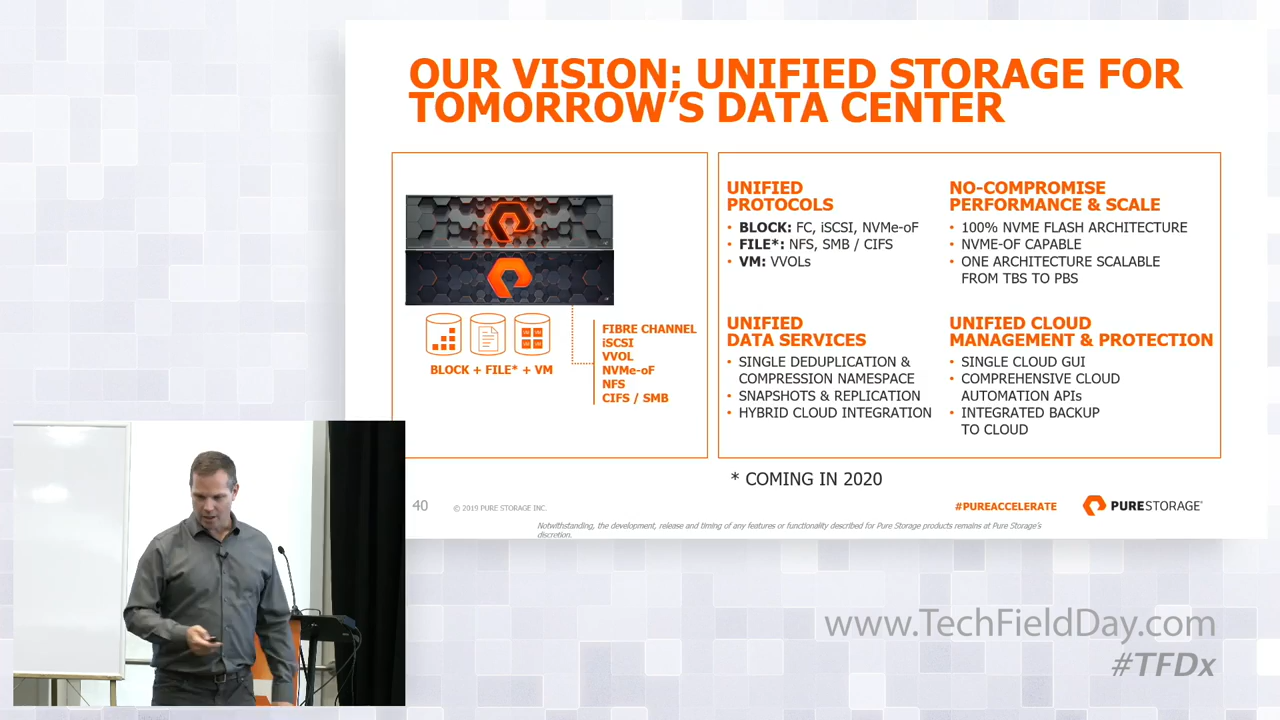 OUR VISION: UNIFIED STORAGE FOR
TOMORROW'S DATA CENTER
BLOCK + FILE* + VM
FIBRE CHANNEL
iSCSI
VVOL
NVMe-oF
NFS
CIFS / SMB
UNIFIED
PROTOCOLS
• BLOCK: FC, iSCSI, NVMe-oF
• FILE*: NFS, SMB / CIFS
• VM: VVOLs
NO-COMPROMISE
PERFORMANCE & SCALE
• 100% NVME FLASH ARCHITECTURE
• NVME-OF CAPABLE
• ONE ARCHITECTURE SCALABLE
FROM TBS TO PBS
UNIFIED
DATA SERVICES
• SINGLE DEDUPLICATION &
COMPRESSION NAMESPACE
• SNAPSHOTS & REPLICATION
• HYBRID CLOUD INTEGRATION
UNIFIED CLOUD
MANAGEMENT & PROTECTION
• SINGLE CLOUD GUI
• COMPREHENSIVE CLOUD
AUTOMATION APIs
• INTEGRATED BACKUP
TO CLOUD
* COMING IN 2020
40
© 2019 PURE STORAGE INC.
#PUREACCELERATE
PURESTORAGE
Notwithstanding, the development, release and timing of any features or functionality described for Pure Storage products remains at Pure Storage's
discretion.
www.TechFieldDay.com
#TFDx